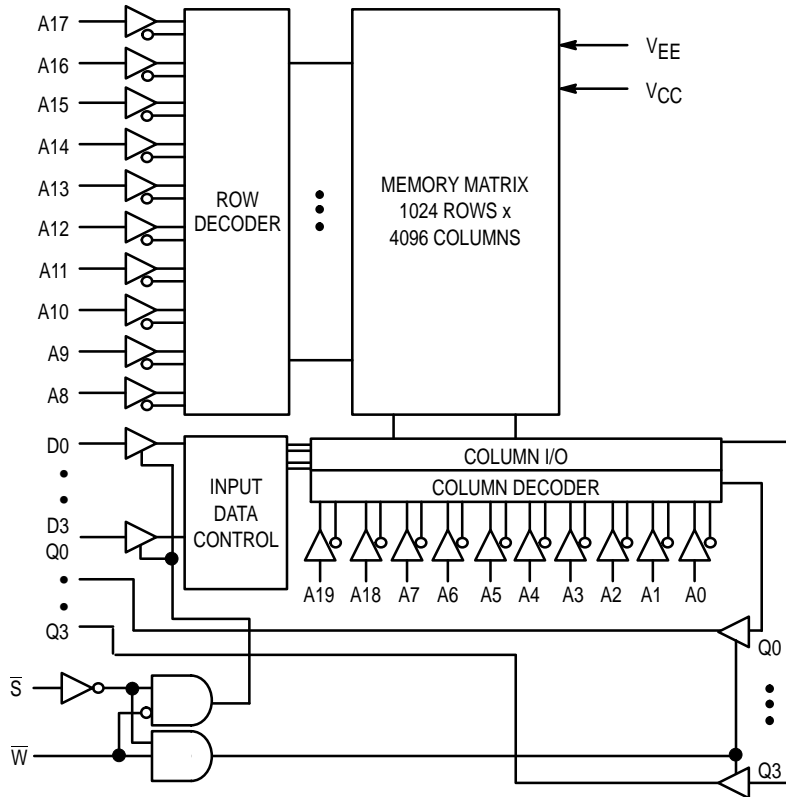 A17
A16
A15
A14
A13
A12
A11
A10
A9
A8
ROW
DECODER
MEMORY MATRIX
1024 ROWS x
4096 COLUMNS
VEE
VCC
D0
D3
Q0
Q3
INPUT
DATA
CONTROL
COLUMN I/O
COLUMN DECODER
A19 A18 A7 A6 A5 A4 A3 A2 A1 A0
Q0
Q3
S̅
W̅